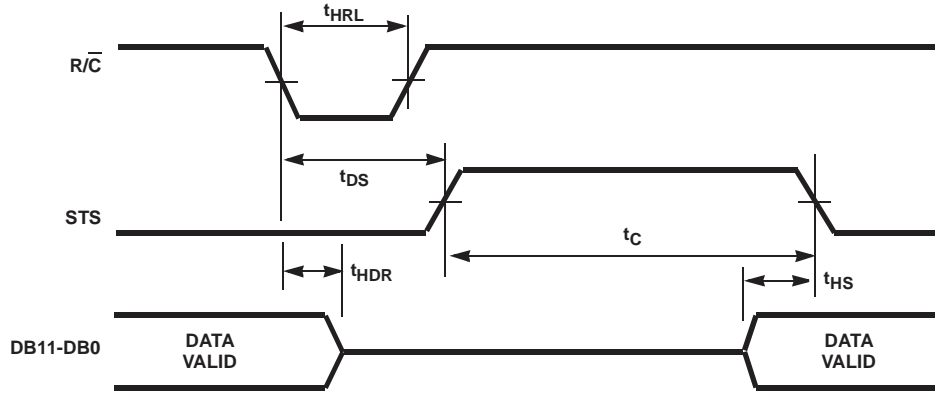 tHRL
R/C̅
tDS
STS
tC
tHDR
tHS
DB11-DB0
DATA
VALID
DATA
VALID